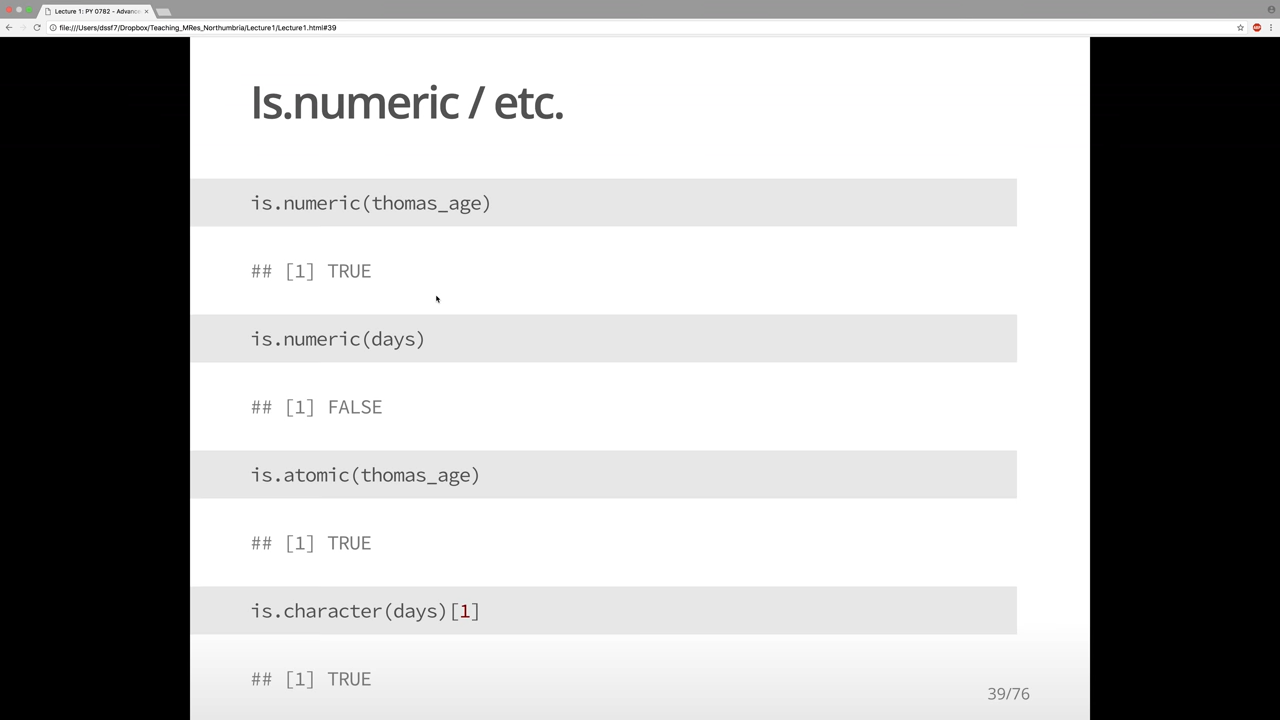 Lecture 1: PY 0782 - Advanc
file:///Users/dssf7/Dropbox/Teaching_MRes_Northumbria/Lecture1/Lecture1.html#39
Is.numeric / etc.
is.numeric(thomas_age)
## [1] TRUE
is.numeric(days)
## [1] FALSE
is.atomic(thomas_age)
## [1] TRUE
is.character(days)[1]
## [1] TRUE
39/76